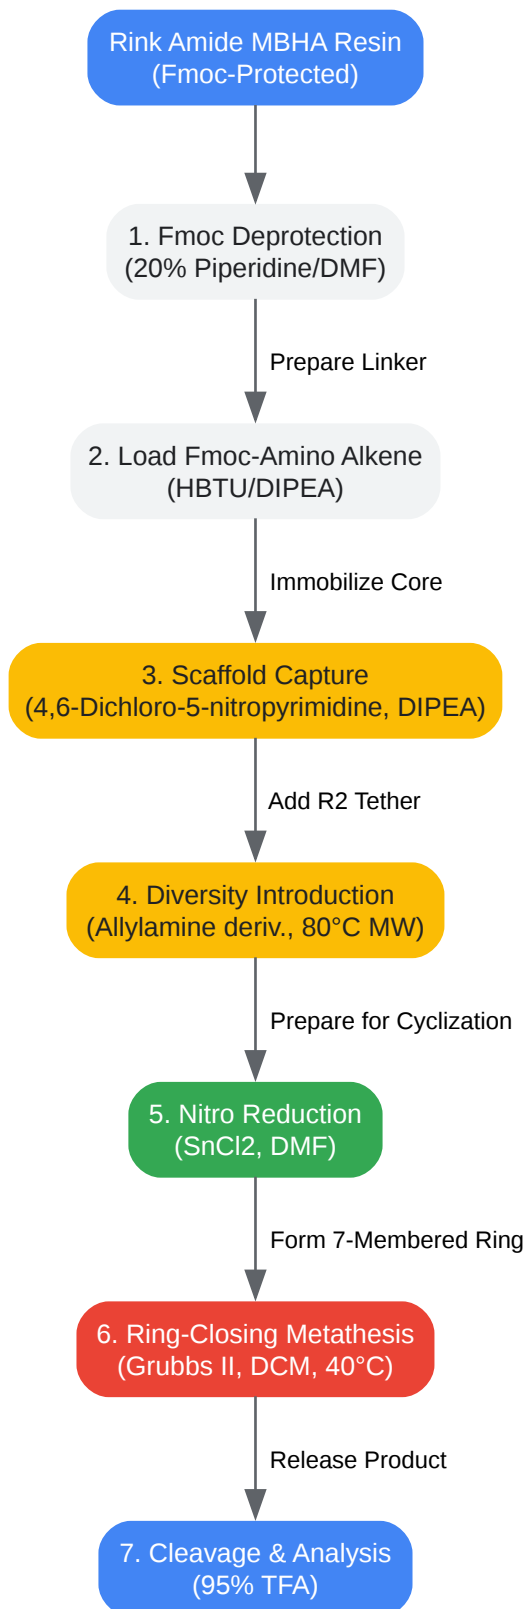 Rink Amide MBHA Resin
(Fmoc-Protected)
1. Fmoc Deprotection
(20% Piperidine/DMF)
Prepare Linker
2. Load Fmoc-Amino Alkene
(HBTU/DIPEA)
Immobilize Core
3. Scaffold Capture
(4,6-Dichloro-5-nitropyrimidine, DIPEA)
Add R2 Tether
4. Diversity Introduction
(Allylamine deriv., 80°C MW)
Prepare for Cyclization
5. Nitro Reduction
(SnCl2, DMF)
Form 7-Membered Ring
6. Ring-Closing Metathesis
(Grubbs II, DCM, 40°C)
Release Product
7. Cleavage & Analysis
(95% TFA)